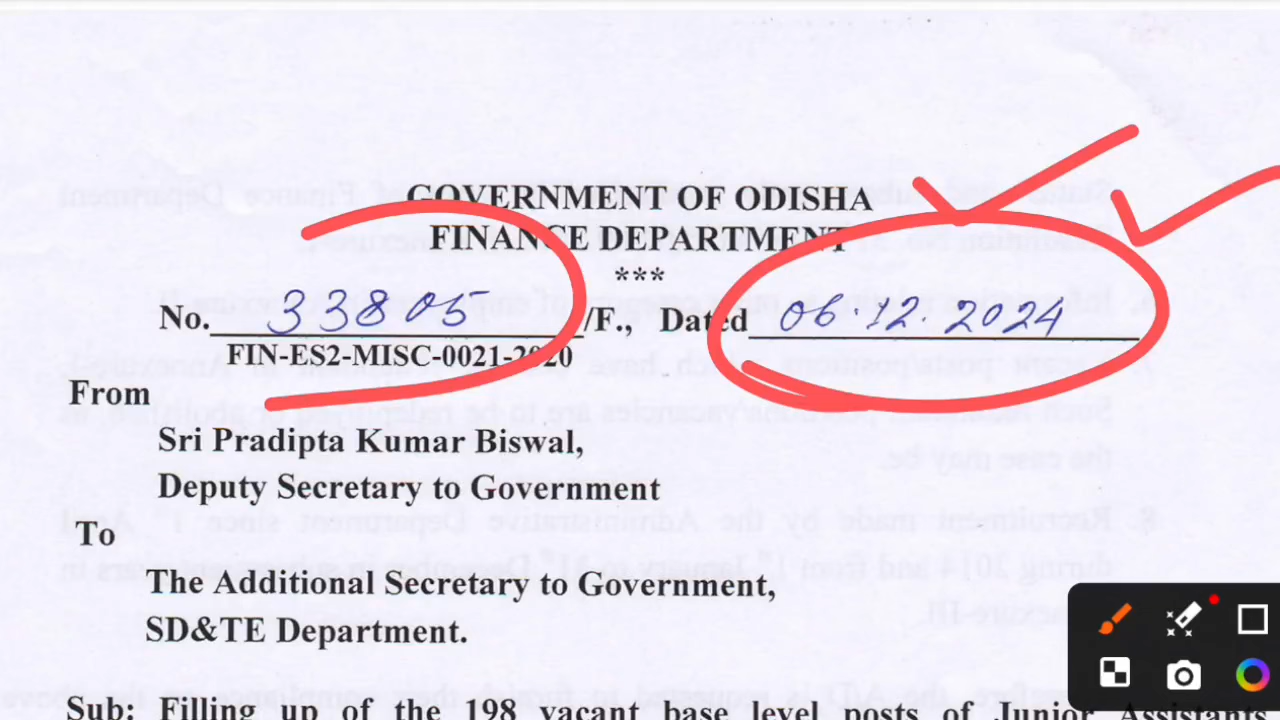 GOVERNMENT OF ODISHA
FINANCE DEPARTMENT
***
No. 33805 /F., Dated 06.12.2024
FIN-ES2-MISC-0021-2020
From
Sri Pradipta Kumar Biswal,
Deputy Secretary to Government
To
The Additional Secretary to Government,
SD&TE Department.
Sub: Filling up of the 198 vacant base level posts of Junior Assistants